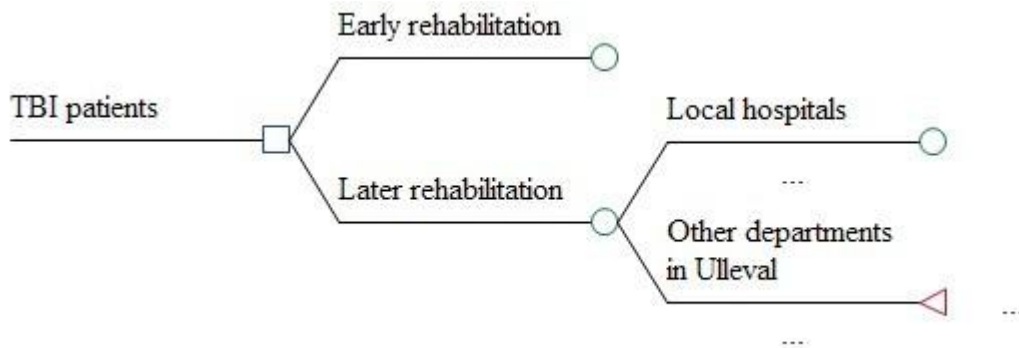 Early rehabilitation
TBI patients
Local hospitals
....
Later rehabilitation
Other departments
in Ulleval
....
....